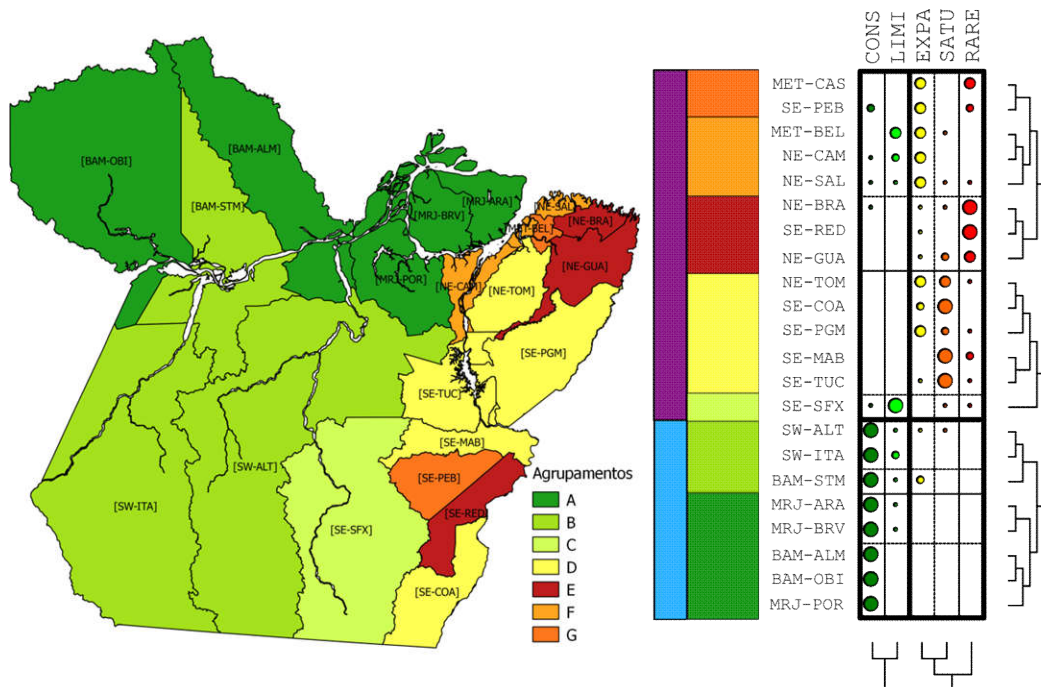 [BAM-OBI]
[BAM-ALM]
[BAM-STM]
[MRJ-ARA]
[MRJ-BRV]
[MRJ-POR]
[NE-SAL]
[NE-BRA]
[MET-BEL]
[NE-GUA]
[NE-CAM]
[NE-TOM]
[SE-PGM]
[SE-TUC]
[SE-MAB]
[SE-PEB]
[SE-RED]
[SW-ALT]
[SW-ITA]
[SE-SFX]
[SE-COA]
Agrupamentos
A
B
C
D
E
F
G
CONS
LIMI
EXPA
SATU
RARE
MET-CAS
SE-PEB
MET-BEL
NE-CAM
NE-SAL
NE-BRA
SE-RED
NE-GUA
NE-TOM
SE-COA
SE-PGM
SE-MAB
SE-TUC
SE-SFX
SW-ALT
SW-ITA
BAM-STM
MRJ-ARA
MRJ-BRV
BAM-ALM
BAM-OBI
MRJ-POR